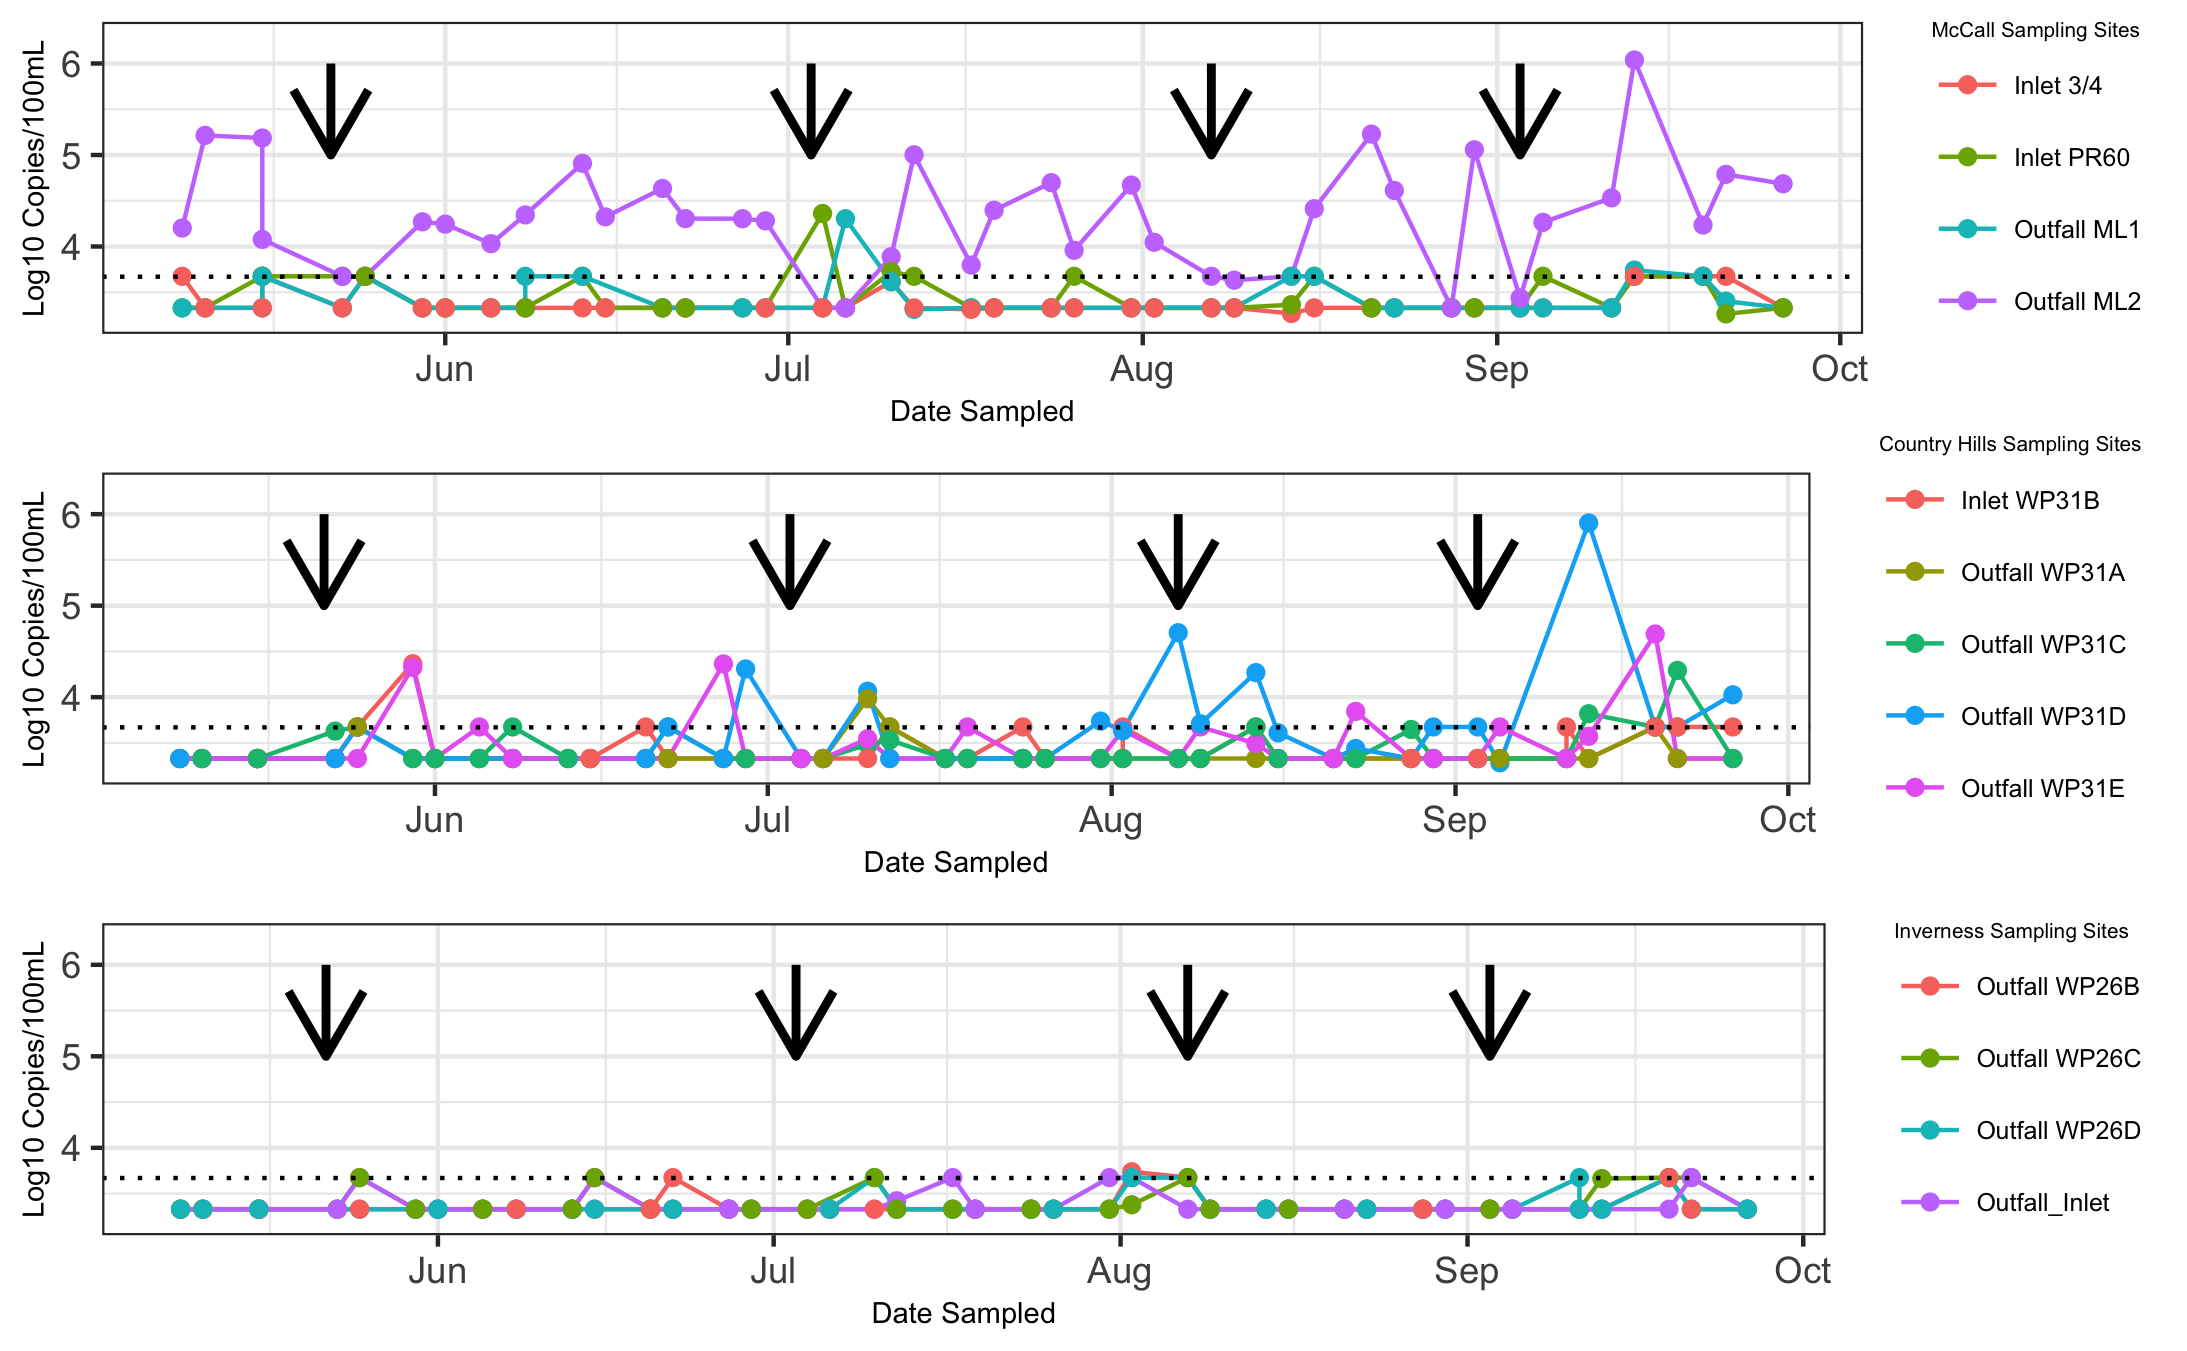 McCall Sampling Sites
Log10 Copies/100mL
6
5
4
Inlet 3/4
Inlet PR60
Outfall ML1
Outfall ML2
Jun
Jul
Aug
Sep
Oct
Date Sampled
Country Hills Sampling Sites
Log10 Copies/100mL
6
5
4
Inlet WP31B
Outfall WP31A
Outfall WP31C
Outfall WP31D
Outfall WP31E
Jun
Jul
Aug
Sep
Oct
Date Sampled
Inverness Sampling Sites
Log10 Copies/100mL
6
5
4
Outfall WP26B
Outfall WP26C
Outfall WP26D
Outfall_Inlet
Jun
Jul
Aug
Sep
Oct
Date Sampled